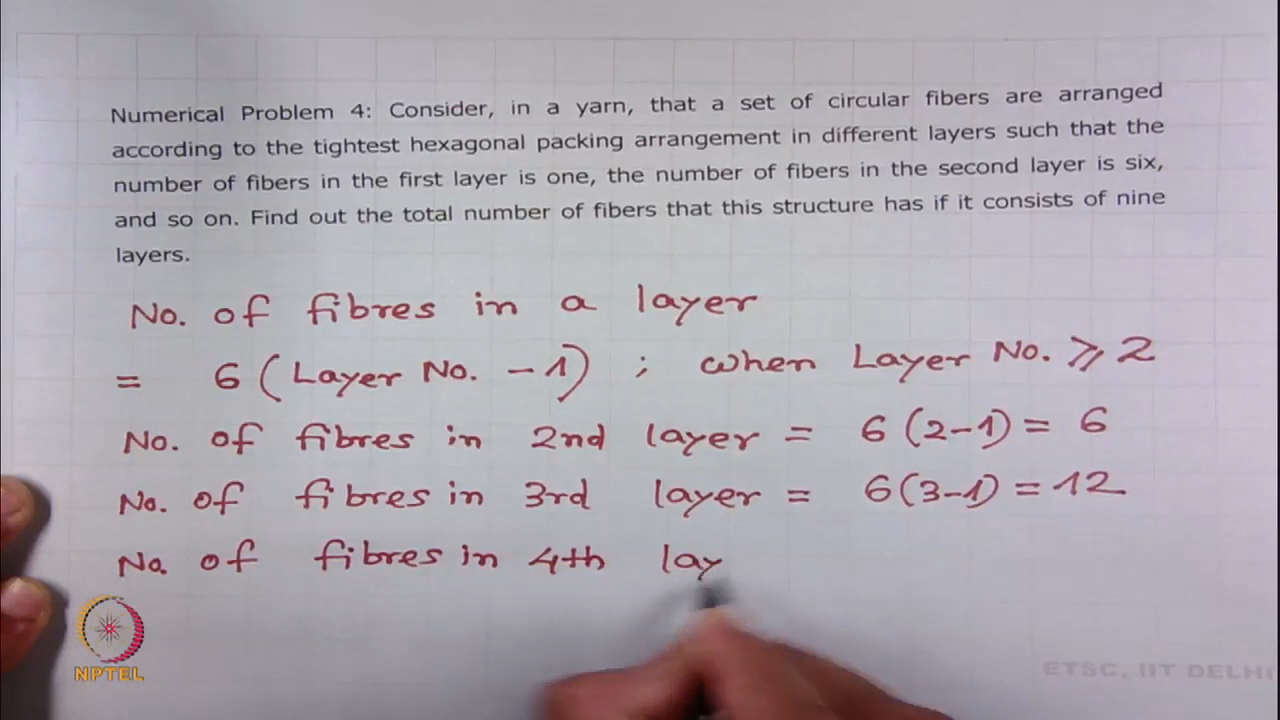 Numerical Problem 4: Consider, in a yarn, that a set of circular fibers are arranged
according to the tightest hexagonal packing arrangement in different layers such that the
number of fibers in the first layer is one, the number of fibers in the second layer is six,
and so on. Find out the total number of fibers that this structure has if it consists of nine
layers.
No. of fibres in a layer
= 6 (Layer No. - 1) ; when Layer No. ⩾ 2
No. of fibres in 2nd layer = 6 (2-1) = 6
No. of fibres in 3rd layer = 6(3-1) = 12
No. of fibres in 4th lay
NPTEL
ETSC, IIT DELHI